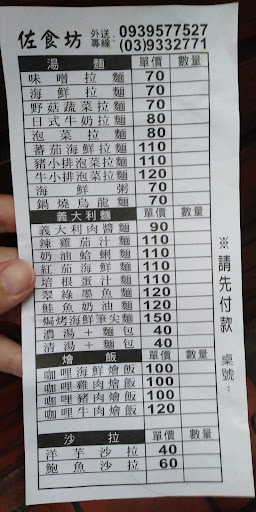 佐食坊 外送專線: 0939577527 (03)9332771
湯麵 單價 數量
味噌拉麵 70
海鮮拉麵 70
野菇蔬菜拉麵 80
日式牛奶拉麵 80
泡菜拉麵 80
蕃茄海鮮拉麵 110
豬小排泡菜拉麵 110
牛小排泡菜拉麵 120
海鮮粥 70
鍋燒烏龍麵 70
義大利麵 單價 數量
義大利肉醬麵 90
辣雞茄汁麵 110
奶油蛤蜊麵 110
紅茄海鮮麵 110
培根蛋汁麵 110
翠綠墨魚麵 120
鮭魚奶油麵 120
焗烤海鮮筆尖麵 150
濃湯+麵包 40
清湯+麵包 40
燴飯 單價 數量
咖哩海鮮燴飯 100
咖哩雞肉燴飯 100
咖哩豬肉燴飯 100
咖哩牛肉燴飯 120
沙拉 單價 數量
洋芋沙拉 40
鮑魚沙拉 60
※請先付款 桌號: